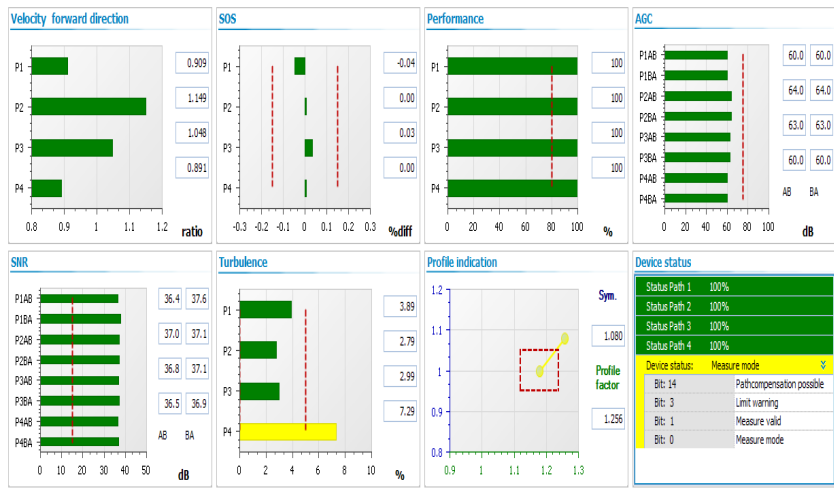 Velocity forward direction
P1
P2
P3
P4
0.909
1.149
1.048
0.891
0.8 0.9 1 1.1 1.2
ratio
SOS
P1
P2
P3
P4
-0.04
0.00
0.03
0.00
-0.3 -0.2 -0.1 0.0 0.1 0.2 0.3
%diff
Performance
P1
P2
P3
P4
100
100
100
100
0 20 40 60 80 100
%
AGC
P1AB
P1BA
P2AB
P2BA
P3AB
P3BA
P4AB
P4BA
60.0 60.0
64.0 64.0
63.0 63.0
60.0 60.0
AB BA
0 20 40 60 80 100
dB
SNR
P1AB
P1BA
P2AB
P2BA
P3AB
P3BA
P4AB
P4BA
36.4 37.6
37.0 37.1
36.8 37.1
36.5 36.9
AB BA
0 10 20 30 40 50
dB
Turbulence
P1
P2
P3
P4
3.89
2.79
2.99
7.29
0 2 4 6 8 10
%
Profile indication
1.2
1.1
1
0.9
0.8
0.9 1 1.1 1.2 1.3
Sym.
1.080
Profile
factor
1.256
Device status
Status Path 1 100%
Status Path 2 100%
Status Path 3 100%
Status Path 4 100%
Device status: Measure mode
Bit: 14 Pathcompensation possible
Bit: 3 Limit warning
Bit: 1 Measure valid
Bit: 0 Measure mode